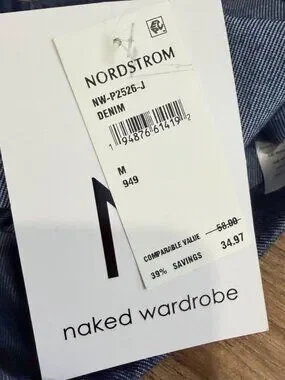 NORDSTROM
NW-P2526-J
DENIM
1 94876 61419 2
M
949
COMPARABLE VALUE 58.00
39% SAVINGS 34.97
N
naked wardrobe